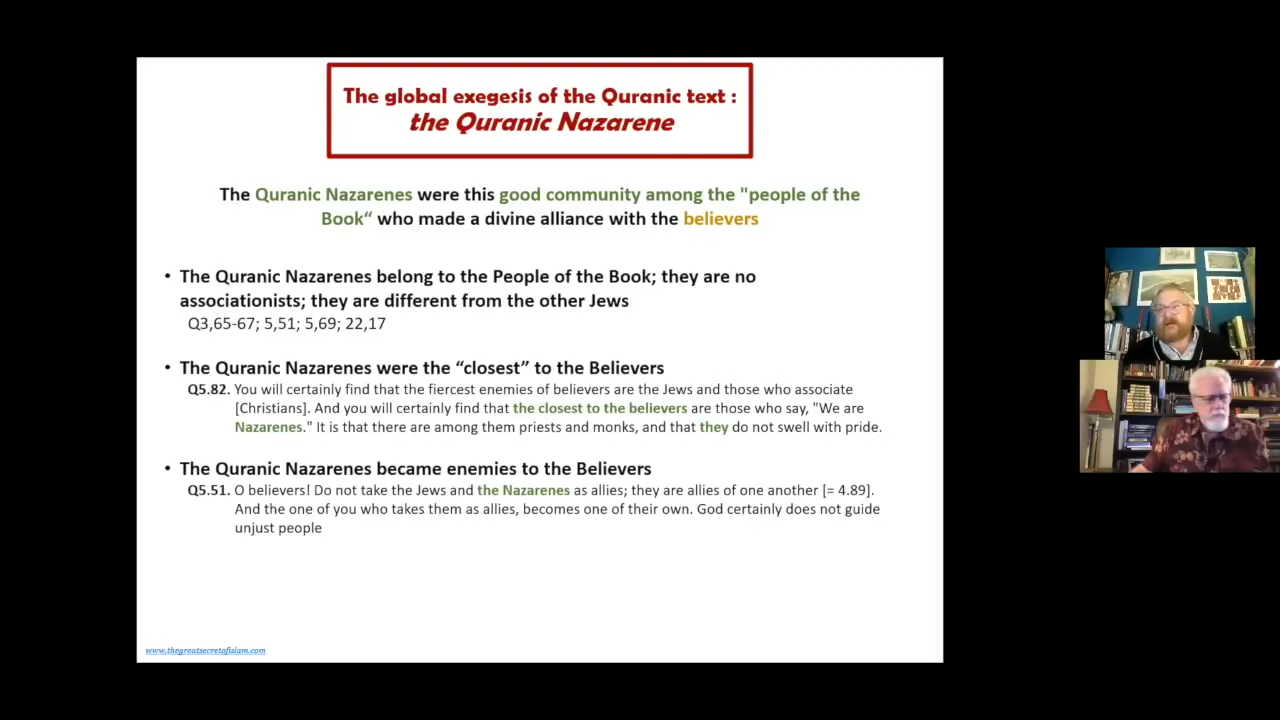 The global exegesis of the Quranic text :
the Quranic Nazarene
The Quranic Nazarenes were this good community among the "people of the
Book“ who made a divine alliance with the believers
• The Quranic Nazarenes belong to the People of the Book; they are no
associationists; they are different from the other Jews
Q3,65-67; 5,51; 5,69; 22,17
• The Quranic Nazarenes were the “closest” to the Believers
Q5.82. You will certainly find that the fiercest enemies of believers are the Jews and those who associate
[Christians]. And you will certainly find that the closest to the believers are those who say, "We are
Nazarenes." It is that there are among them priests and monks, and that they do not swell with pride.
• The Quranic Nazarenes became enemies to the Believers
Q5.51. O believers! Do not take the Jews and the Nazarenes as allies; they are allies of one another [= 4.89].
And the one of you who takes them as allies, becomes one of their own. God certainly does not guide
unjust people
www.thegreatsecretofislam.com